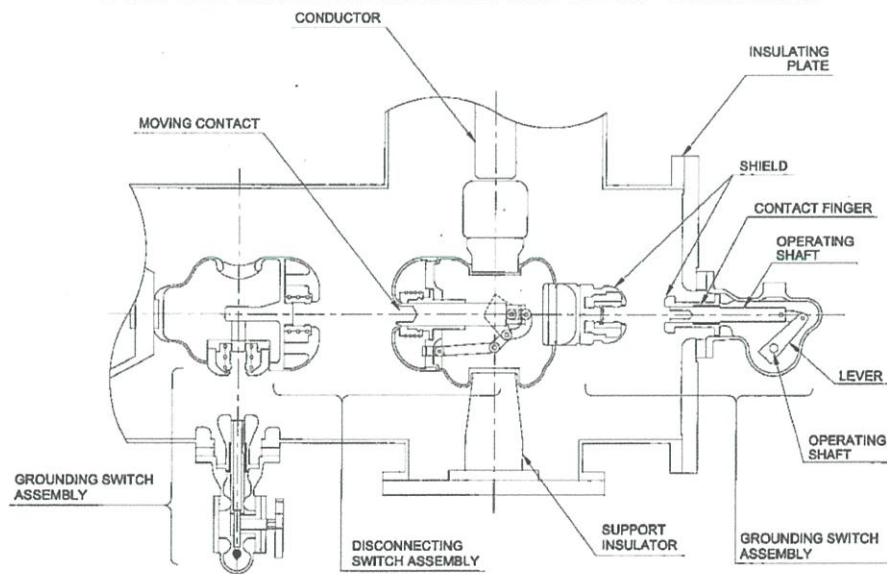 CONDUCTOR
INSULATING
PLATE
MOVING CONTACT
SHIELD
CONTACT FINGER
OPERATING
SHAFT
LEVER
OPERATING
SHAFT
GROUNDING SWITCH
ASSEMBLY
DISCONNECTING
SWITCH ASSEMBLY
SUPPORT
INSULATOR
GROUNDING SWITCH
ASSEMBLY